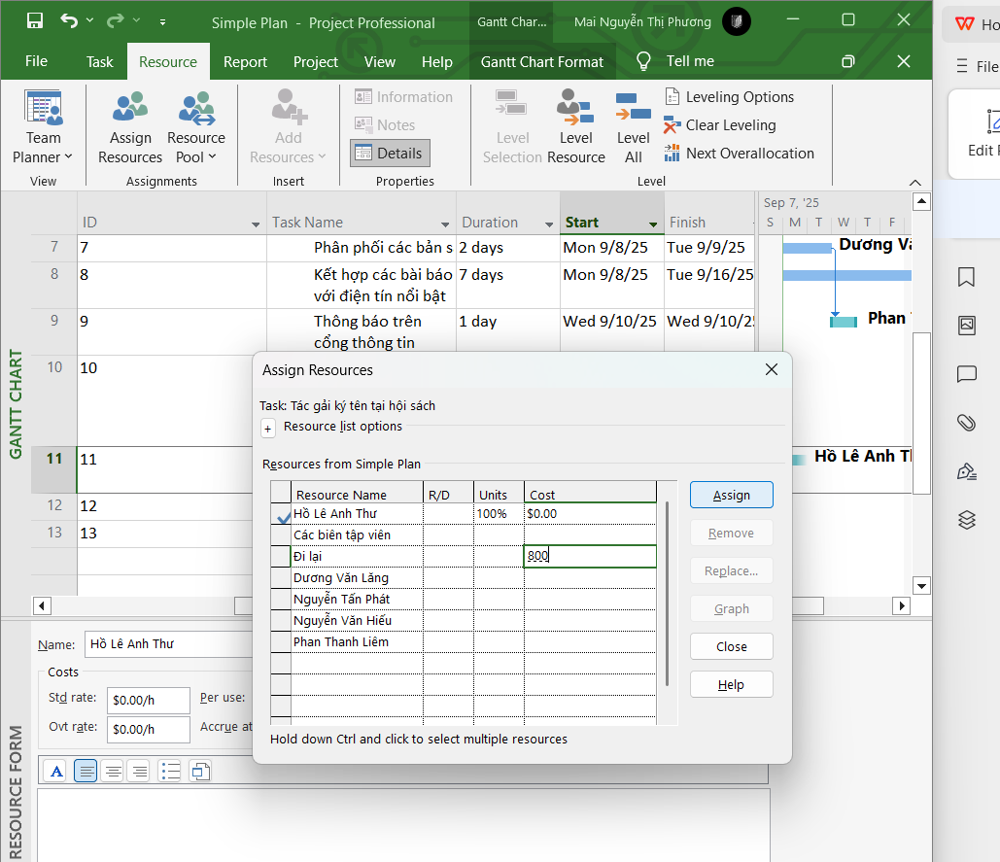 Simple Plan - Project Professional
Gantt Char...
Mai Nguyễn Thị Phương
Ho
File Task Resource Report Project View Help Gantt Chart Format Tell me
File
Team Planner
View
Assign Resources
Resource Pool
Assignments
Add Resources
Insert
Information
Notes
Details
Properties
Level Selection
Level Resource
Level All
Leveling Options
Clear Leveling
Next Overallocation
Level
Edit
ID Task Name Duration Start Finish
Sep 7, '25
S M T W T F
7 7 Phân phối các bản s 2 days Mon 9/8/25 Tue 9/9/25
Dương Vă
8 8 Kết hợp các bài báo 7 days Mon 9/8/25 Tue 9/16/25
với điện tín nổi bật
9 9 Thông báo trên 1 day Wed 9/10/25 Wed 9/10/25
cổng thông tin
Phan
10 10
11 11
Hồ Lê Anh T
12 12
13 13
GANTT CHART
Assign Resources
Task: Tác gải ký tên tại hội sách
+ Resource list options
Resources from Simple Plan
Resource Name R/D Units Cost
Hồ Lê Anh Thư 100% $0.00
Các biên tập viên
Đi lại 800
Dương Văn Lăng
Nguyễn Tấn Phát
Nguyễn Văn Hiếu
Phan Thanh Liêm
Assign
Remove
Replace...
Graph
Close
Help
Hold down Ctrl and click to select multiple resources
Name: Hồ Lê Anh Thư
Costs
Std rate: $0.00/h Per use:
Ovt rate: $0.00/h Accrue at
A
RESOURCE FORM